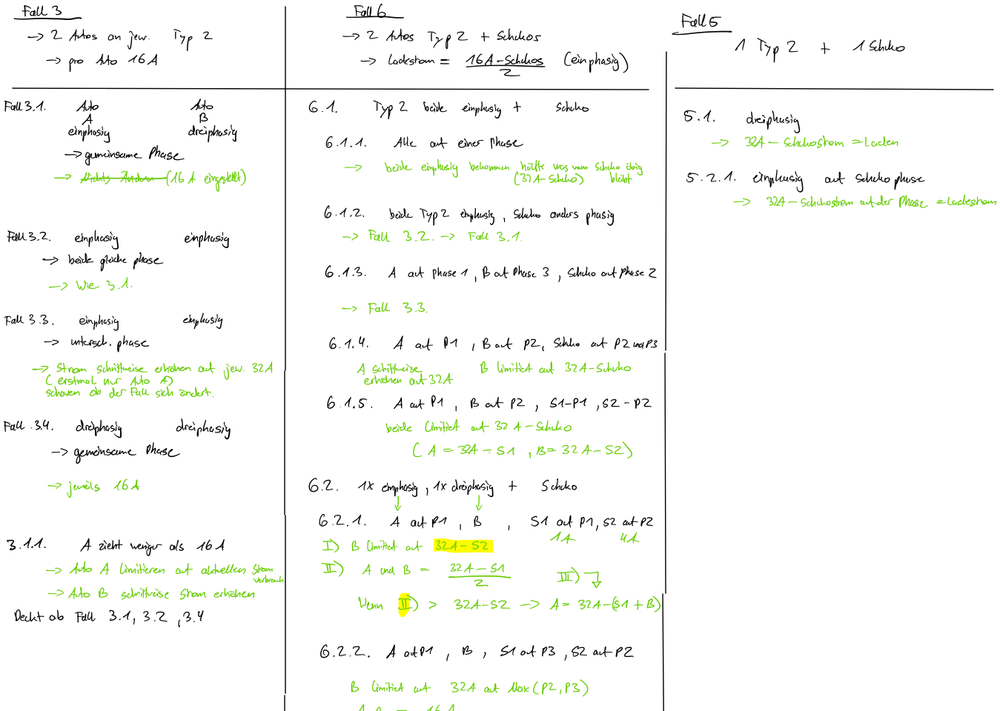 Fall 3
→ 2 Autos an jew. Typ 2
→ pro Auto 16A
Fall 3.1. Auto Auto
A B
einphasig dreiphasig
→ gemeinsame Phase
→ Nichts Ändern (16A eingestellt)
Fall 3.2. einphasig einphasig
→ beide gleiche phase
→ Wie 3.1.
Fall 3.3. einphasig einphasig
→ untersch. phase
→ Strom schrittweise erhöhen auf jew. 32A
(erstmal nur Auto A)
schauen ob der Fall sich ändert.
Fall 3.4. dreiphasig dreiphasig
→ gemeinsame Phase
→ jeweils 16A
3.1.1. A zieht weniger als 16A
→ Auto A limitieren auf aktuellen Strom
verbrauch
→ Auto B schrittweise Strom erhöhen
Deckt ab Fall 3.1, 3.2, 3.4
Fall 6
→ 2 Autos Typ 2 + Schukos
→ Ladestrom = 16A - Schukos (einphasig)
2
6.1. Typ 2 beide einphasig + Schuko
6.1.1. Alle auf einer Phase
→ beide einphasig bekommen hälfte was vom Schuko übrig
(32A-Schuko) bleibt
6.1.2. beide Typ 2 einphasig, Schuko anders phasig
→ Fall 3.2. → Fall 3.1.
6.1.3. A auf phase 1, B auf Phase 3, Schuko auf Phase 2
→ Fall 3.3.
6.1.4. A auf P1, B auf P2, Schuko auf P2 und P3
A schrittweise B limitiert auf 32A-Schuko
erhöhen auf 32A
6.1.5. A auf P1, B auf P2, S1-P1, S2-P2
beide limitiert auf 32A-Schuko
(A = 32A - S1, B = 32A - S2)
6.2. 1x einphasig, 1x dreiphasig + Schuko
6.2.1. A auf P1, B, S1 auf P1, S2 auf P2
1A 4A
I) B limitiert auf 32A - S2
II) A und B = 32A - S1 III)
2
Wenn II) > 32A-S2 → A = 32A-(S1+B)
6.2.2. A auf P1, B, S1 auf P3, S2 auf P2
B limitiert auf 32A auf Max(P2, P3)
16A
Fall 5
1 Typ 2 + 1 Schuko
5.1. dreiphasig
→ 32A - Schukostrom = Laden
5.2.1. einphasig auf Schukophase
→ 32A - Schukostrom auf der Phase = Ladestrom